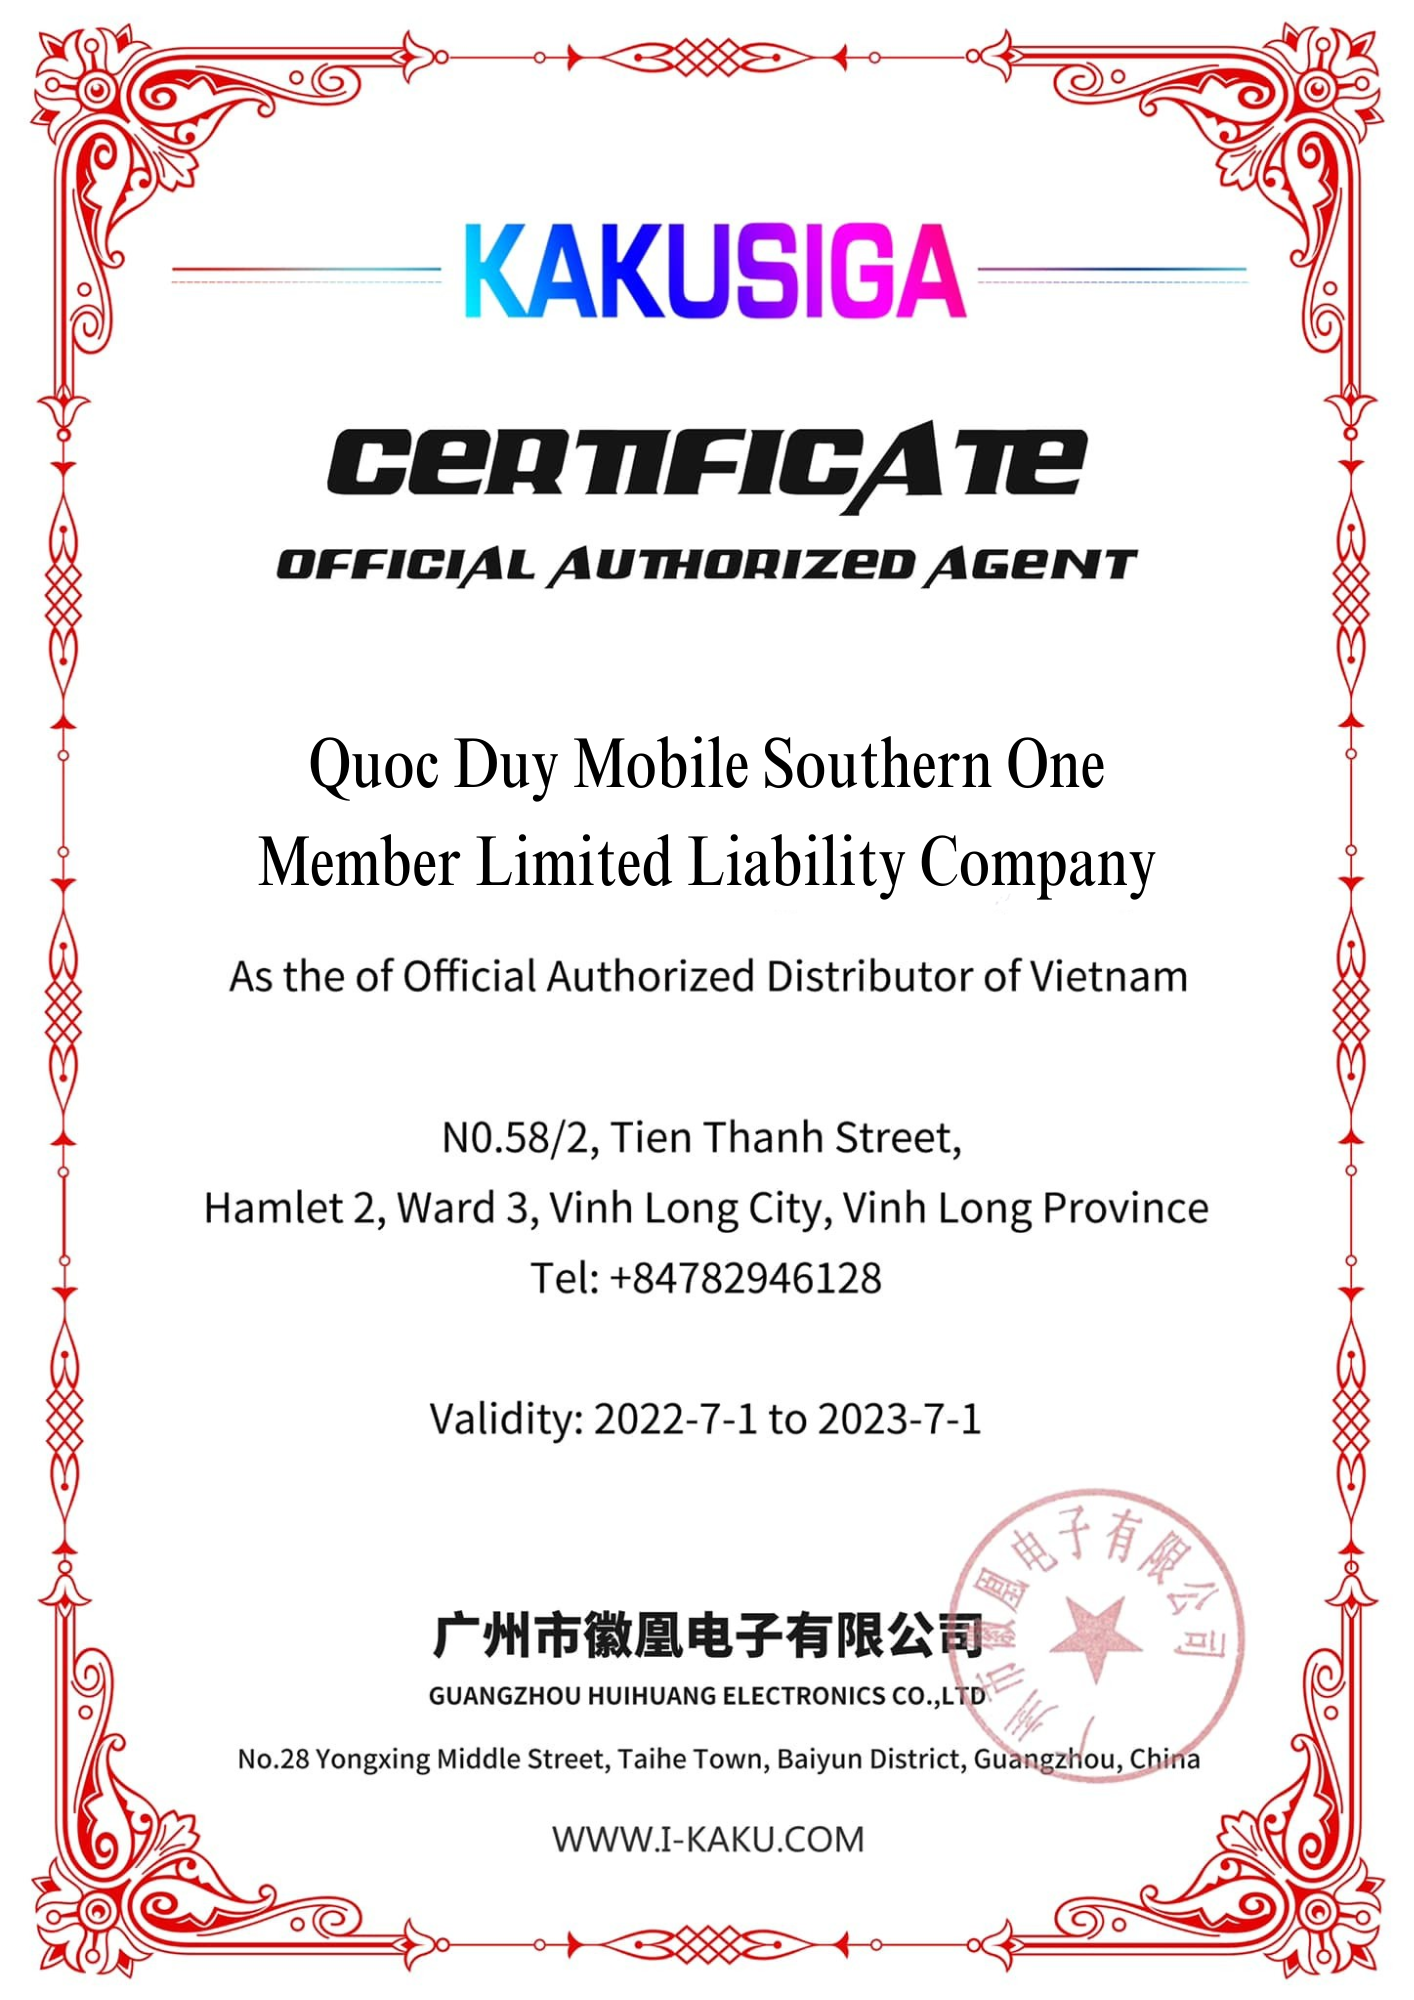 KAKUSIGA
CERTIFICATE
OFFICIAL AUTHORIZED AGENT
Quoc Duy Mobile Southern One
Member Limited Liability Company
As the of Official Authorized Distributor of Vietnam
N0.58/2, Tien Thanh Street,
Hamlet 2, Ward 3, Vinh Long City, Vinh Long Province
Tel: +84782946128
Validity: 2022-7-1 to 2023-7-1
广州市徽凰电子有限公司
广州市徽凰电子有限公司
GUANGZHOU HUIHUANG ELECTRONICS CO.,LTD
No.28 Yongxing Middle Street, Taihe Town, Baiyun District, Guangzhou, China
WWW.I-KAKU.COM